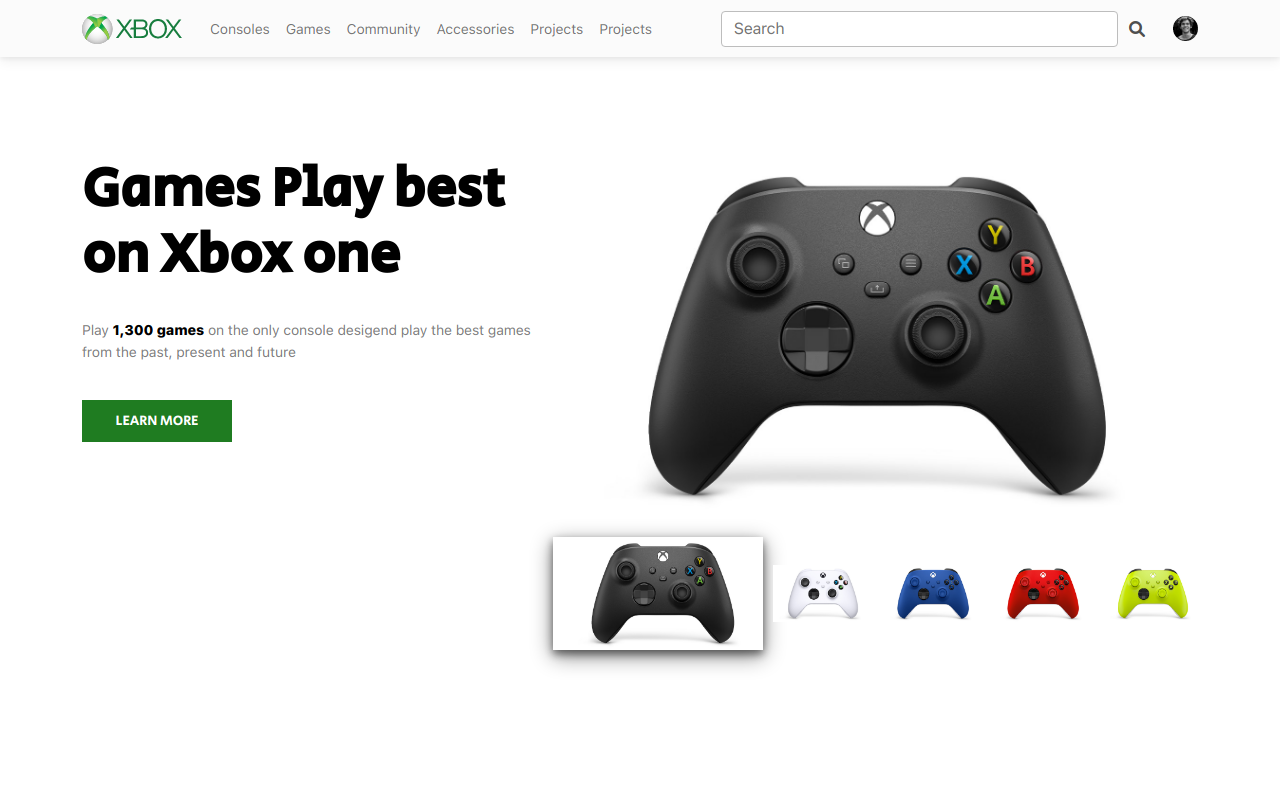 XBOX
Consoles Games Community Accessories Projects Projects
Search
Games Play best
on Xbox one
Play 1,300 games on the only console desigend play the best games
from the past, present and future
LEARN MORE
Y
X B
A